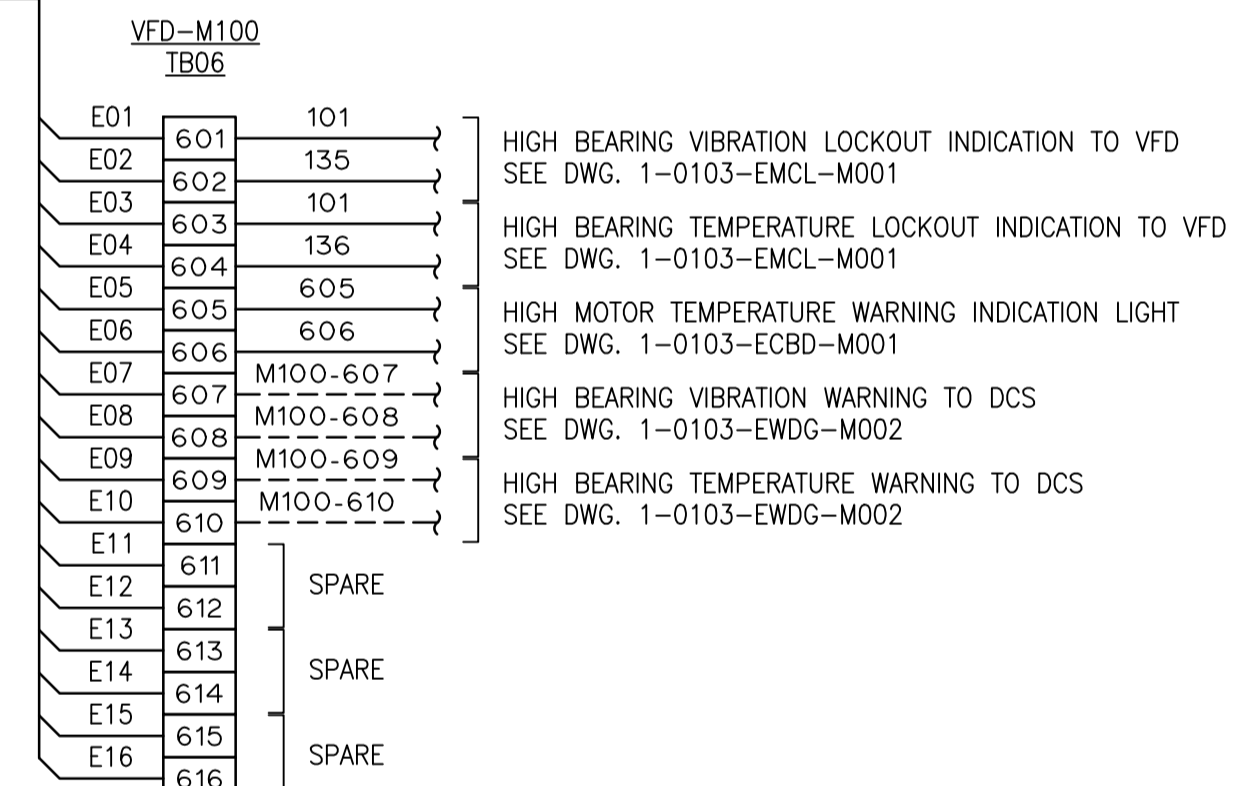 VFD-M100
TB06
E01 601 101
E02 602 135
HIGH BEARING VIBRATION LOCKOUT INDICATION TO VFD
SEE DWG. 1-0103-EMCL-M001
E03 603 101
E04 604 136
HIGH BEARING TEMPERATURE LOCKOUT INDICATION TO VFD
SEE DWG. 1-0103-EMCL-M001
E05 605 605
E06 606 606
HIGH MOTOR TEMPERATURE WARNING INDICATION LIGHT
SEE DWG. 1-0103-ECBD-M001
E07 607 M100-607
E08 608 M100-608
HIGH BEARING VIBRATION WARNING TO DCS
SEE DWG. 1-0103-EWDG-M002
E09 609 M100-609
E10 610 M100-610
HIGH BEARING TEMPERATURE WARNING TO DCS
SEE DWG. 1-0103-EWDG-M002
E11 611
E12 612
SPARE
E13 613
E14 614
SPARE
E15 615
E16 616
SPARE